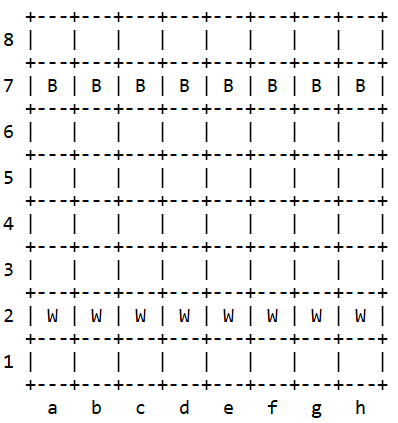 +---+---+---+---+---+---+---+---+
8 |   |   |   |   |   |   |   |   |
+---+---+---+---+---+---+---+---+
7 | B | B | B | B | B | B | B | B |
+---+---+---+---+---+---+---+---+
6 |   |   |   |   |   |   |   |   |
+---+---+---+---+---+---+---+---+
5 |   |   |   |   |   |   |   |   |
+---+---+---+---+---+---+---+---+
4 |   |   |   |   |   |   |   |   |
+---+---+---+---+---+---+---+---+
3 |   |   |   |   |   |   |   |   |
+---+---+---+---+---+---+---+---+
2 | W | W | W | W | W | W | W | W |
+---+---+---+---+---+---+---+---+
1 |   |   |   |   |   |   |   |   |
+---+---+---+---+---+---+---+---+
a b c d e f g h